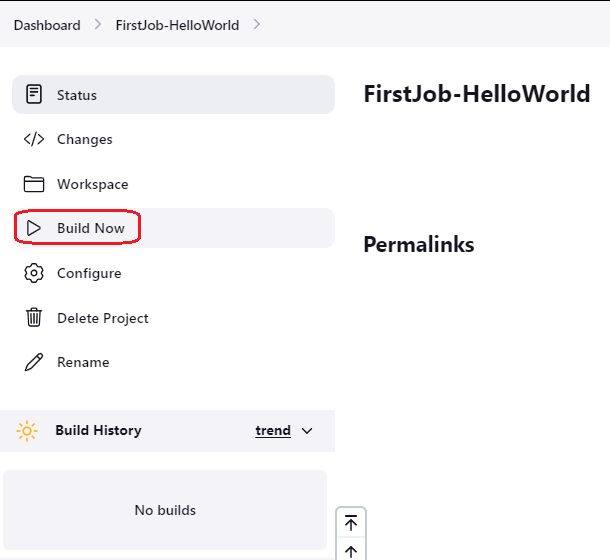 Dashboard > FirstJob-HelloWorld >
Status
FirstJob-HelloWorld
Changes
Workspace
Build Now
Permalinks
Configure
Delete Project
Rename
Build History trend
No builds